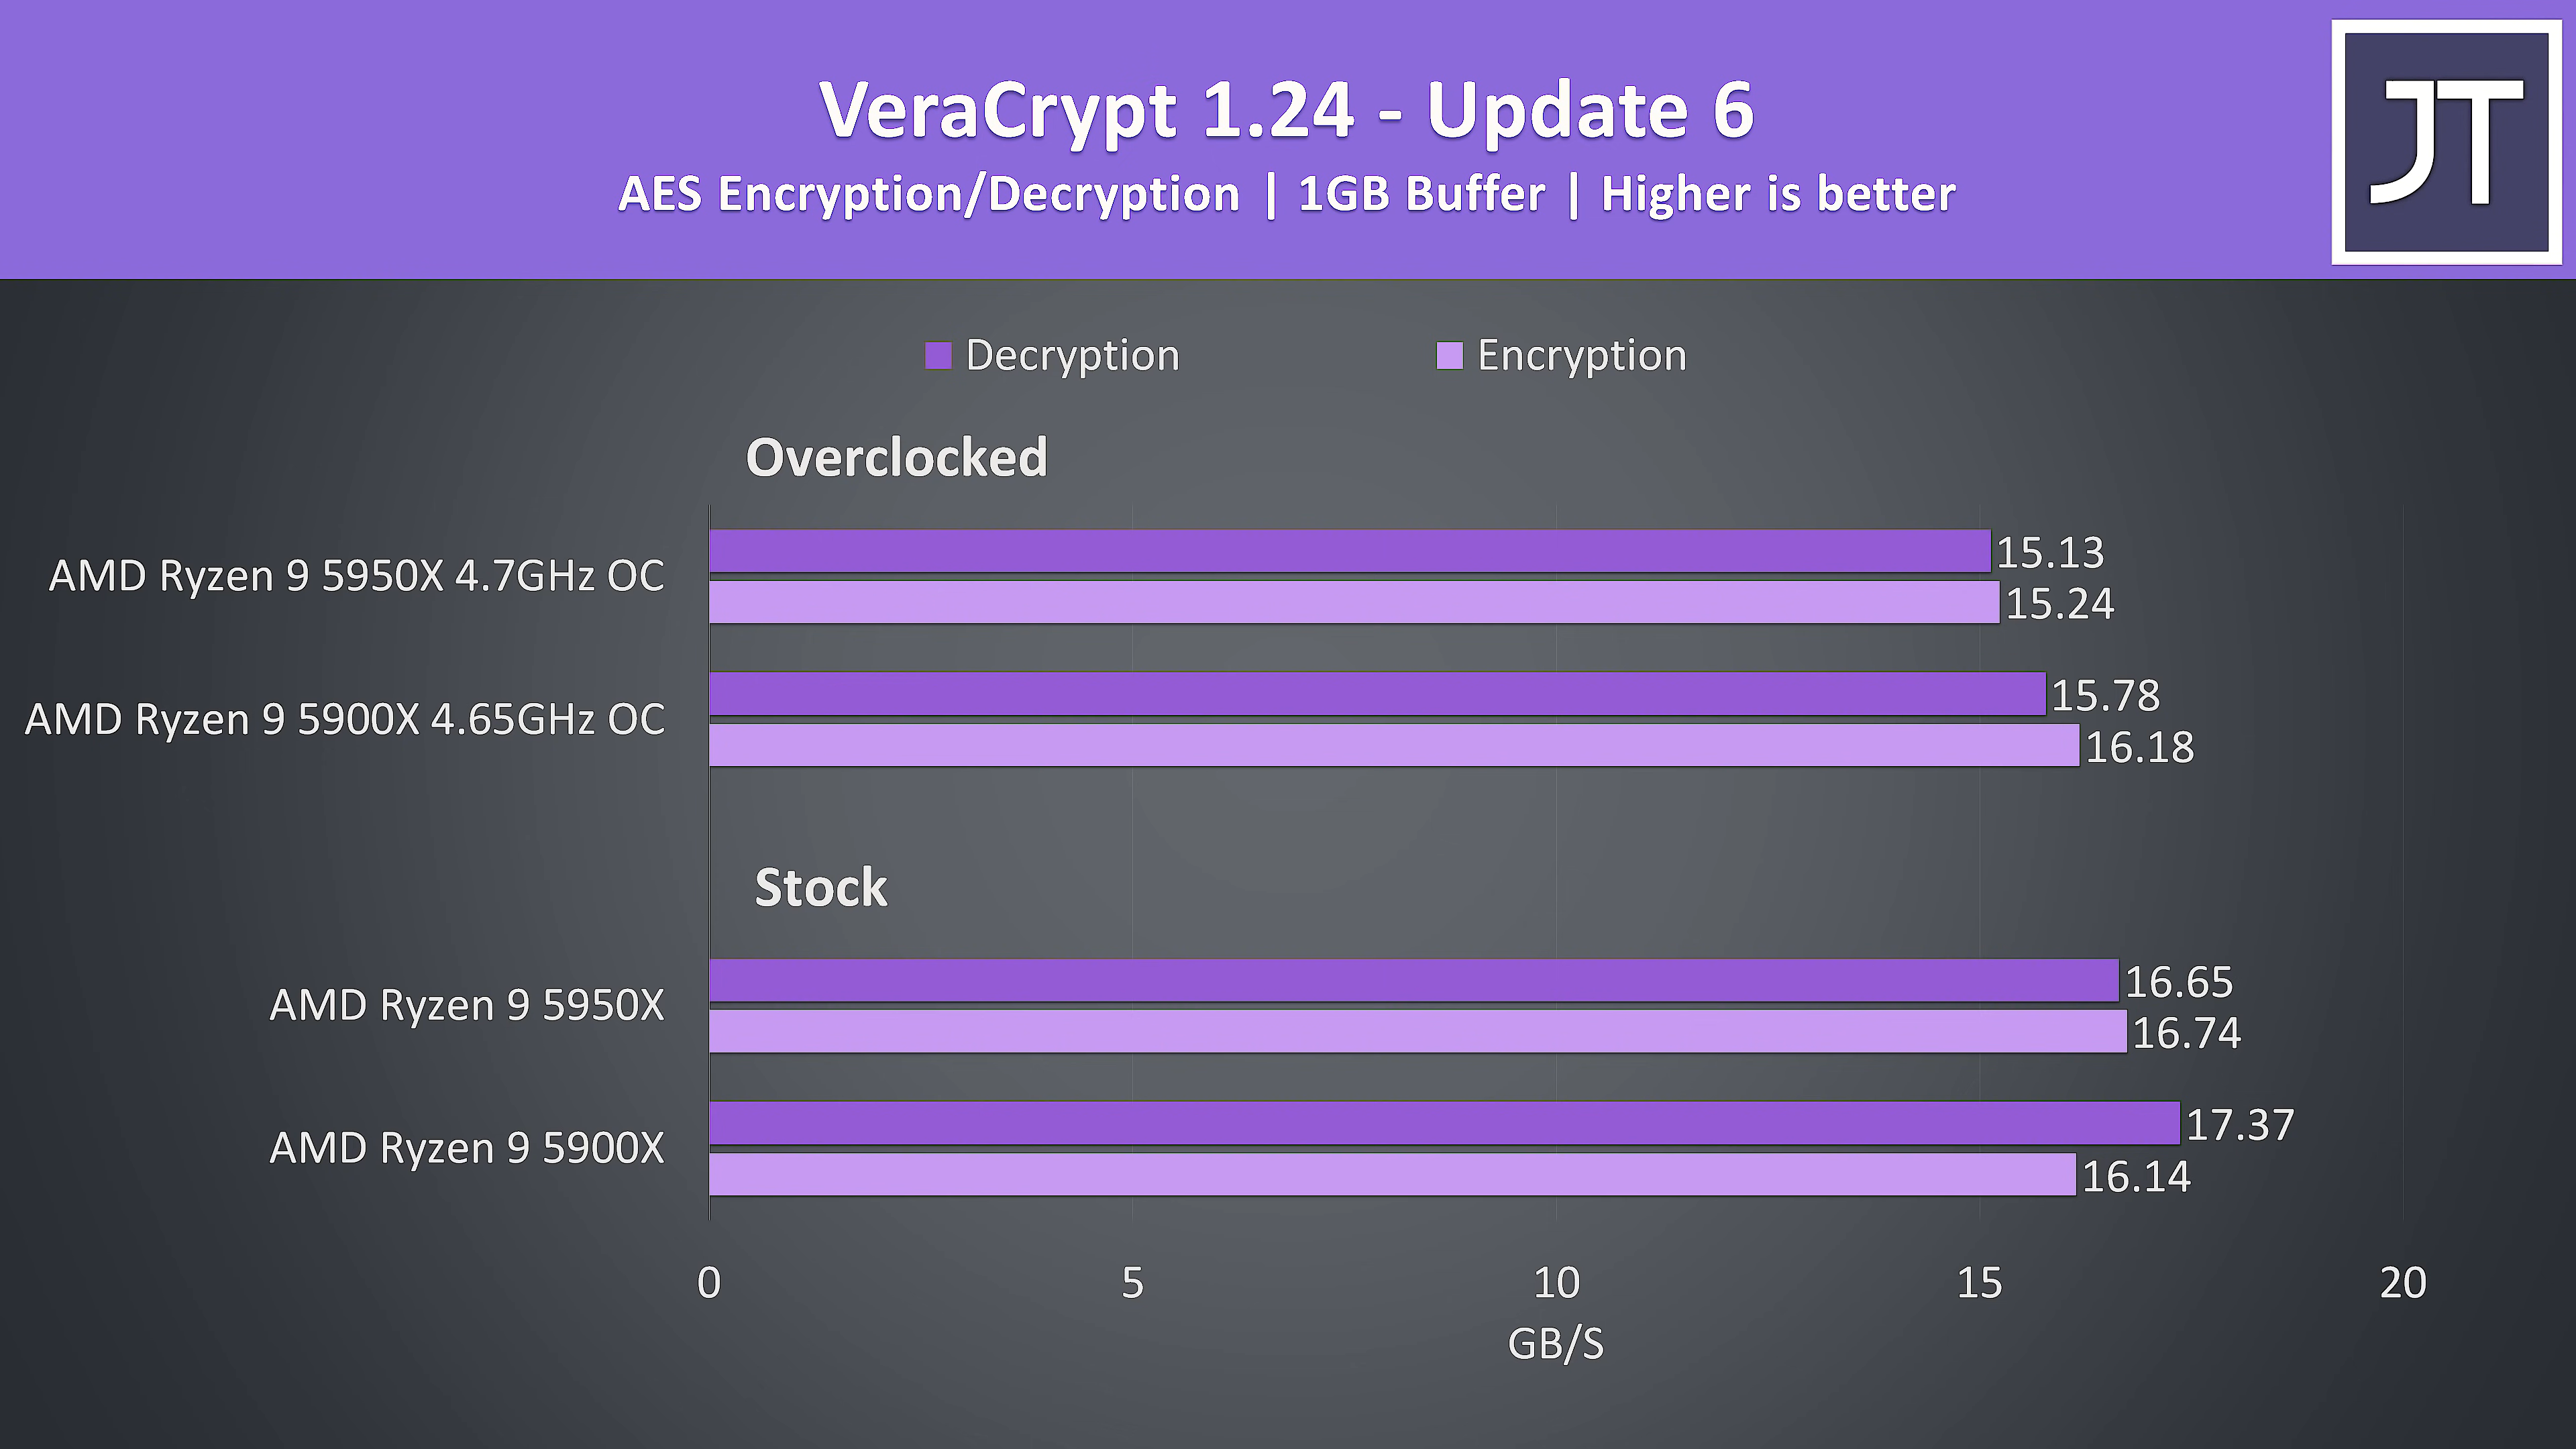 VeraCrypt 1.24 - Update 6
AES Encryption/Decryption | 1GB Buffer | Higher is better
JT
Decryption
Encryption
Overclocked
AMD Ryzen 9 5950X 4.7GHz OC
15.13
15.24
AMD Ryzen 9 5900X 4.65GHz OC
15.78
16.18
Stock
AMD Ryzen 9 5950X
16.65
16.74
AMD Ryzen 9 5900X
17.37
16.14
0 5 10 15 20
GB/S